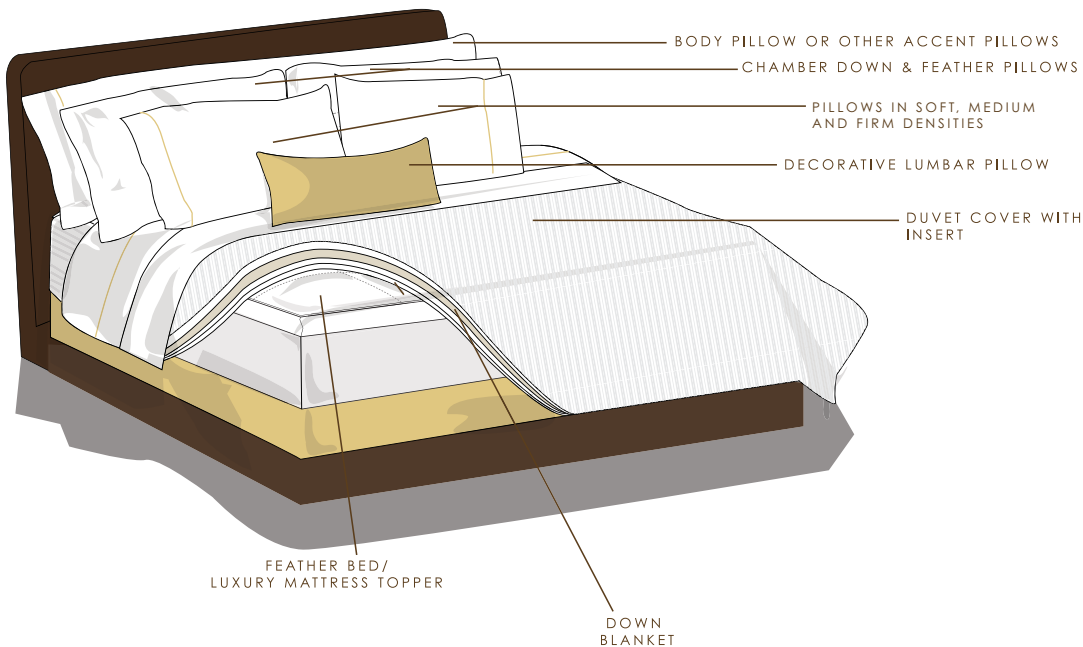 BODY PILLOW OR OTHER ACCENT PILLOWS
CHAMBER DOWN & FEATHER PILLOWS
PILLOWS IN SOFT, MEDIUM
AND FIRM DENSITIES
DECORATIVE LUMBAR PILLOW
DUVET COVER WITH
INSERT
FEATHER BED/
LUXURY MATTRESS TOPPER
DOWN
BLANKET